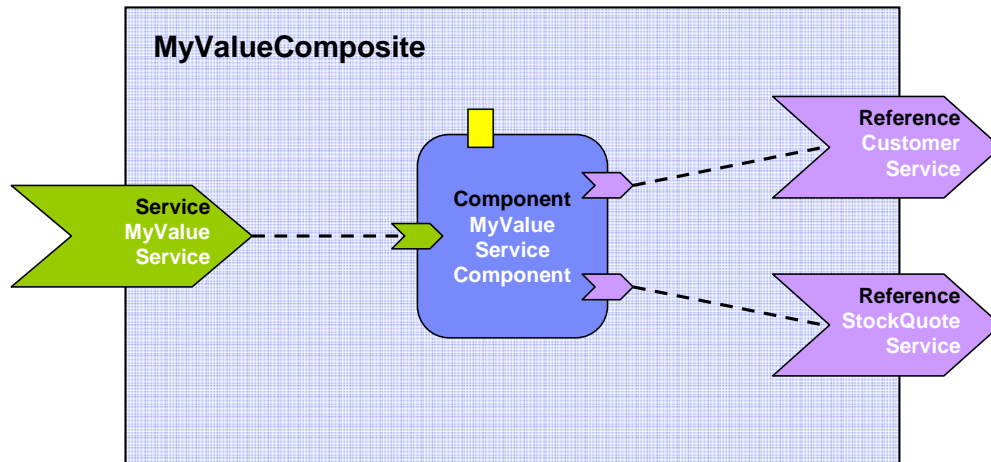 MyValueComposite
Service
MyValue
Service
Component
MyValue
Service
Component
Reference
Customer
Service
Reference
StockQuote
Service